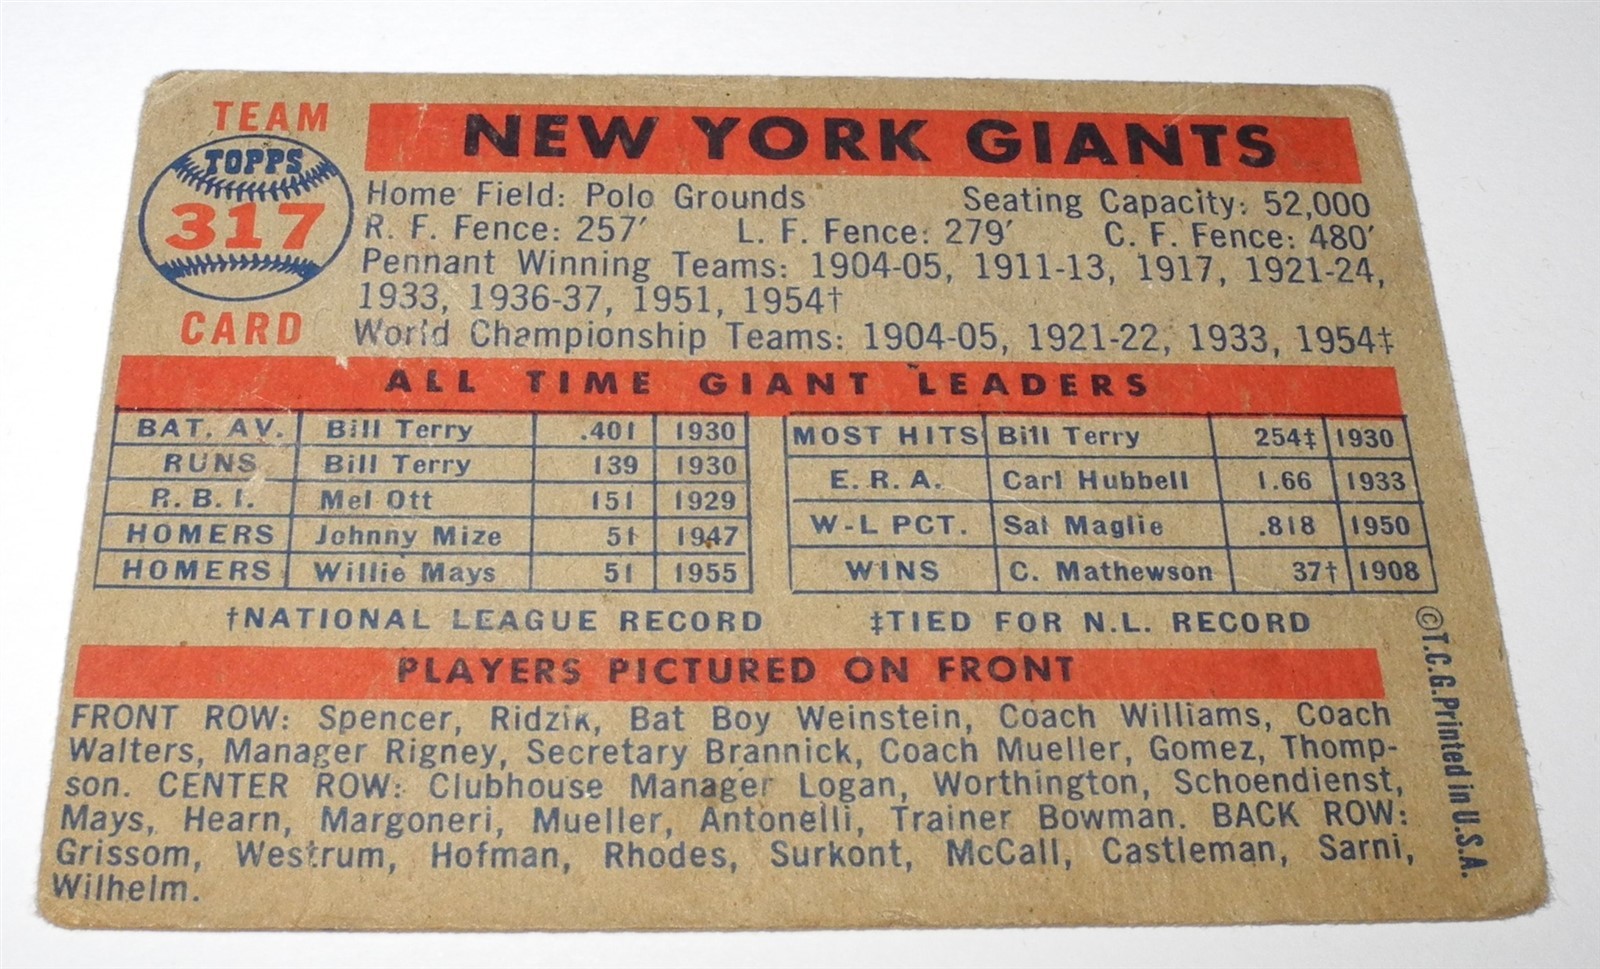 TEAM
TOPPS
317
CARD
NEW YORK GIANTS
Home Field: Polo Grounds Seating Capacity: 52,000
R. F. Fence: 257′ L. F. Fence: 279′ C. F. Fence: 480′
Pennant Winning Teams: 1904-05, 1911-13, 1917, 1921-24,
1933, 1936-37, 1951, 1954†
World Championship Teams: 1904-05, 1921-22, 1933, 1954‡
ALL TIME GIANT LEADERS
BAT. AV. Bill Terry .401 1930
RUNS Bill Terry 139 1930
R. B. I. Mel Ott 151 1929
HOMERS Johnny Mize 51 1947
HOMERS Willie Mays 51 1955
MOST HITS Bill Terry 254‡ 1930
E. R. A. Carl Hubbell 1.66 1933
W-L PCT. Sal Maglie .818 1950
WINS C. Mathewson 37† 1908
†NATIONAL LEAGUE RECORD ‡TIED FOR N.L. RECORD
PLAYERS PICTURED ON FRONT
FRONT ROW: Spencer, Ridzik, Bat Boy Weinstein, Coach Williams, Coach
Walters, Manager Rigney, Secretary Brannick, Coach Mueller, Gomez, Thomp-
son. CENTER ROW: Clubhouse Manager Logan, Worthington, Schoendienst,
Mays, Hearn, Margoneri, Mueller, Antonelli, Trainer Bowman. BACK ROW:
Grissom, Westrum, Hofman, Rhodes, Surkont, McCall, Castleman, Sarni,
Wilhelm.
©T.C.G. Printed in U.S.A.